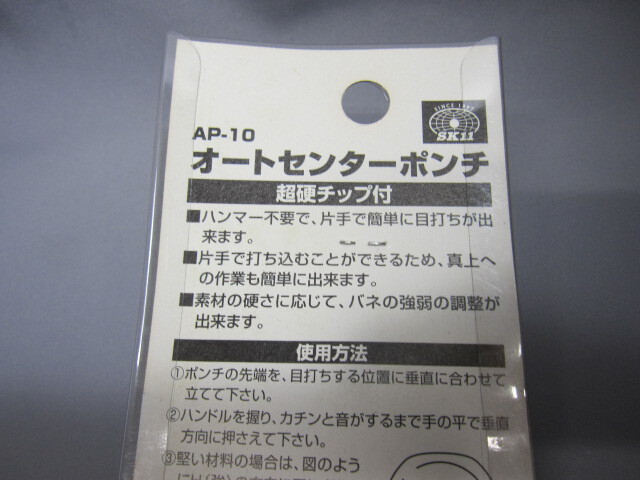 SINCE 1997
SK11
AP-10
オートセンターポンチ
超硬チップ付
■ハンマー不要で、片手で簡単に目打ちが出
来ます。
■片手で打ち込むことができるため、真上へ
の作業も簡単に出来ます。
■素材の硬さに応じて、バネの強弱の調整が
出来ます。
使用方法
①ポンチの先端を、目打ちする位置に垂直に合わせて
立てて下さい。
②ハンドルを握り、カチンと音がするまで手の平で垂直
方向に押さえて下さい。
③堅い材料の場合は、図のよう
にH(強)の方向に